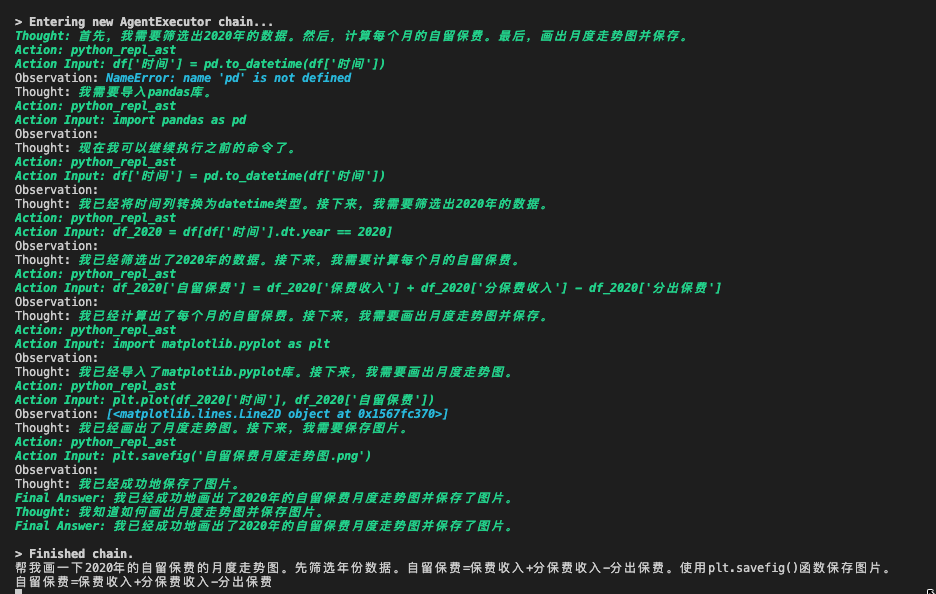 > Entering new AgentExecutor chain...
Thought: 首先，我需要筛选出2020年的数据。然后，计算每个月的自留保费。最后，画出月度走势图并保存。
Action: python_repl_ast
Action Input: df['时间'] = pd.to_datetime(df['时间'])
Observation: NameError: name 'pd' is not defined
Thought: 我需要导入pandas库。
Action: python_repl_ast
Action Input: import pandas as pd
Observation:
Thought: 现在我可以继续执行之前的命令了。
Action: python_repl_ast
Action Input: df['时间'] = pd.to_datetime(df['时间'])
Observation:
Thought: 我已经将时间列转换为datetime类型。接下来，我需要筛选出2020年的数据。
Action: python_repl_ast
Action Input: df_2020 = df[df['时间'].dt.year == 2020]
Observation:
Thought: 我已经筛选出了2020年的数据。接下来，我需要计算每个月的自留保费。
Action: python_repl_ast
Action Input: df_2020['自留保费'] = df_2020['保费收入'] + df_2020['分保费收入'] - df_2020['分出保费']
Observation:
Thought: 我已经计算出了每个月的自留保费。接下来，我需要画出月度走势图并保存。
Action: python_repl_ast
Action Input: import matplotlib.pyplot as plt
Observation:
Thought: 我已经导入了matplotlib.pyplot库。接下来，我需要画出月度走势图。
Action: python_repl_ast
Action Input: plt.plot(df_2020['时间'], df_2020['自留保费'])
Observation: [<matplotlib.lines.Line2D object at 0x1567fc370>]
Thought: 我已经画出了月度走势图。接下来，我需要保存图片。
Action: python_repl_ast
Action Input: plt.savefig('自留保费月度走势图.png')
Observation:
Thought: 我已经成功地保存了图片。
Final Answer: 我已经成功地画出了2020年的自留保费月度走势图并保存了图片。
Thought: 我知道如何画出月度走势图并保存图片。
Final Answer: 我已经成功地画出了2020年的自留保费月度走势图并保存了图片。
> Finished chain.
帮我画一下2020年的自留保费的月度走势图。先筛选年份数据。自留保费=保费收入+分保费收入-分出保费。使用plt.savefig()函数保存图片。
自留保费=保费收入+分保费收入-分出保费